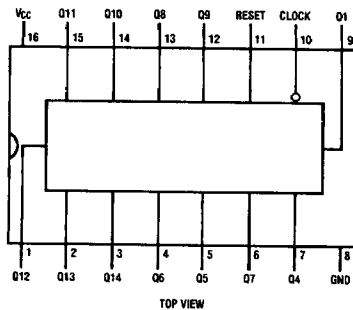 VCC Q11 Q10 Q8 Q9 RESET CLOCK Q1
16 15 14 13 12 11 10 9
1 2 3 4 5 6 7 8
Q12 Q13 Q14 Q6 Q5 Q7 Q4 GND
TOP VIEW